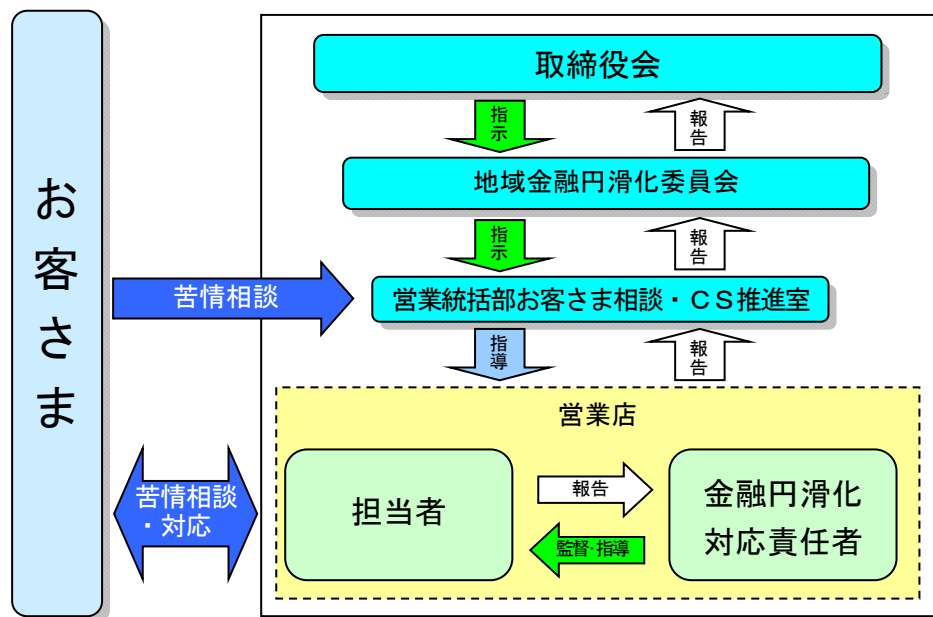 お客さま
取締役会
指示
報告
地域金融円滑化委員会
指示
報告
苦情相談
営業統括部お客さま相談・ＣＳ推進室
指導
報告
営業店
苦情相談
・対応
担当者
報告
監督・指導
金融円滑化
対応責任者